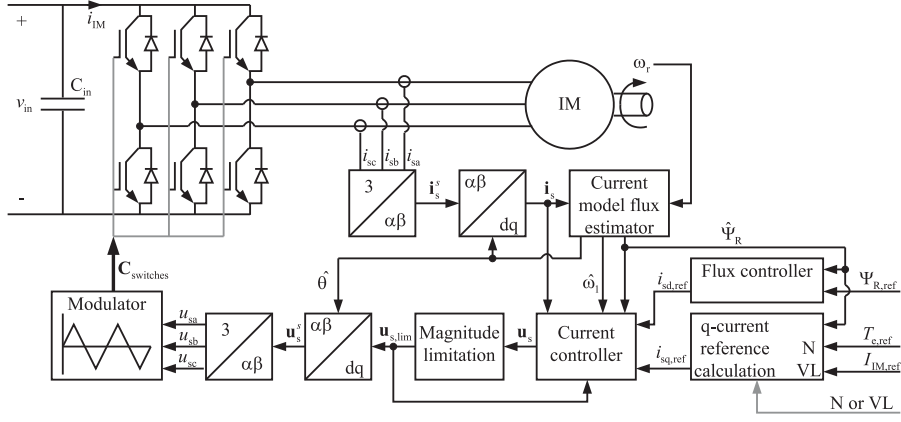 +
i_IM
C_in
v_in
-
IM
ω_r
i_sc
i_sb
i_sa
3
αβ
i_s^s
αβ
dq
i_s
Current
model flux
estimator
Ψ̂_R
C_switches
θ̂
ω̂_1
i_sd,ref
Flux controller
Ψ_R,ref
Modulator
u_sa
u_sb
u_sc
3
αβ
u_s^s
αβ
dq
u_s,lim
Magnitude
limitation
u_s
Current
controller
i_sq,ref
q-current
reference
calculation
N
VL
T_e,ref
I_IM,ref
N or VL